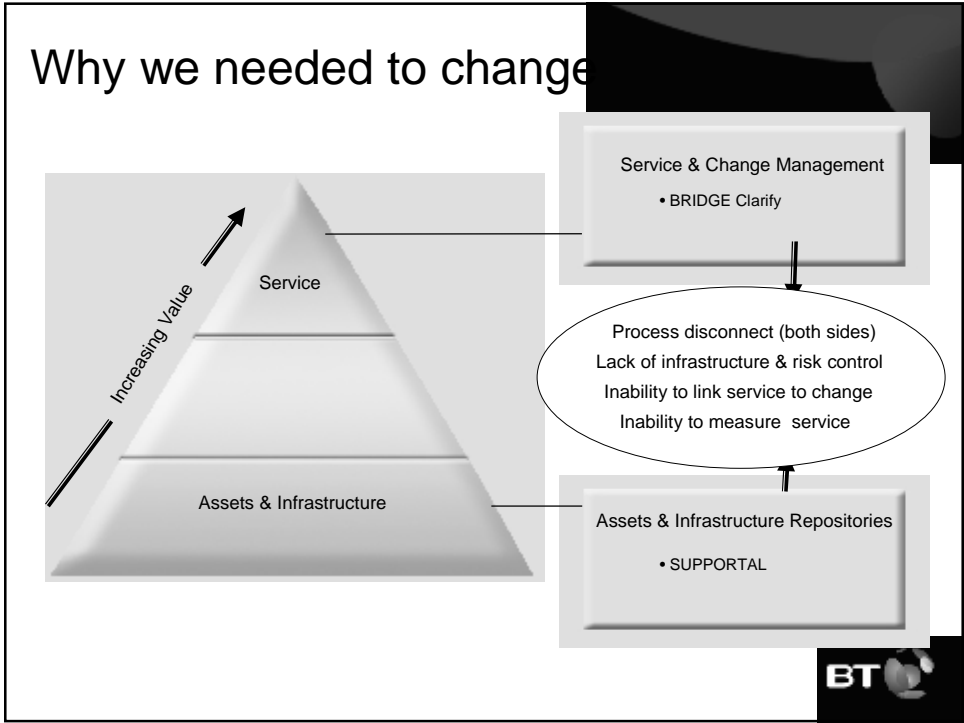 Why we needed to change
Service & Change Management
• BRIDGE Clarify
Increasing Value
Service
Process disconnect (both sides)
Lack of infrastructure & risk control
Inability to link service to change
Inability to measure service
Assets & Infrastructure
Assets & Infrastructure Repositories
• SUPPORTAL
BT